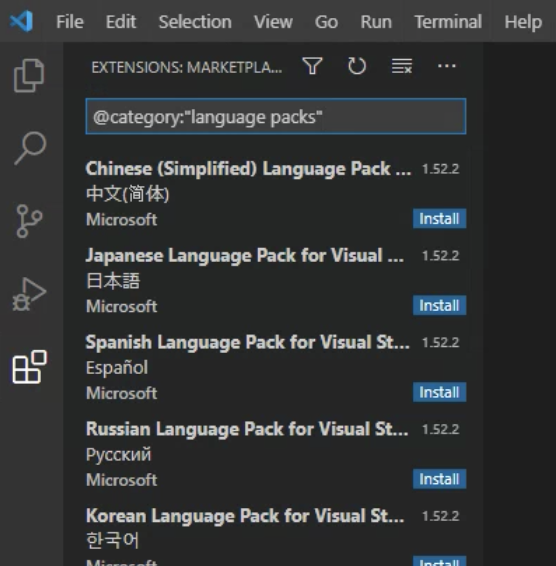 File Edit Selection View Go Run Terminal Help
EXTENSIONS: MARKETPLA...
@category:"language packs"
Chinese (Simplified) Language Pack ... 1.52.2
中文(简体)
Microsoft Install
Japanese Language Pack for Visual ... 1.52.2
日本語
Microsoft Install
Spanish Language Pack for Visual St... 1.52.2
Español
Microsoft Install
Russian Language Pack for Visual St... 1.52.2
Русский
Microsoft Install
Korean Language Pack for Visual St... 1.52.2
한국어
Microsoft Install